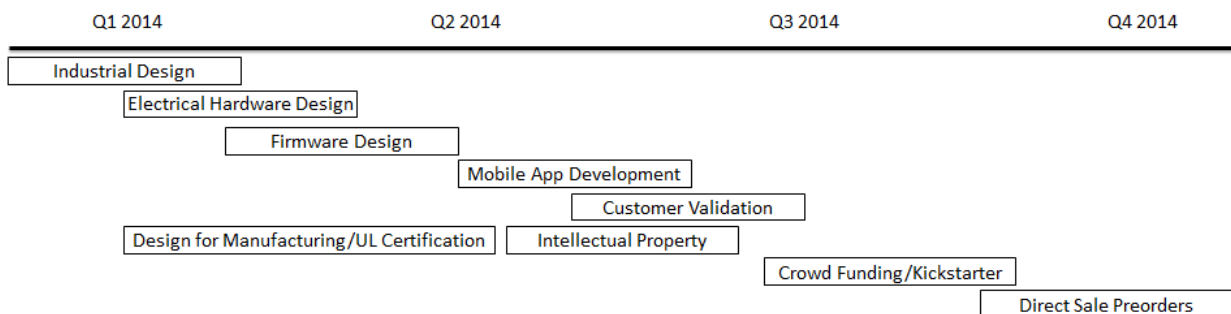 Q1 2014 Q2 2014 Q3 2014 Q4 2014
Industrial Design
Electrical Hardware Design
Firmware Design
Mobile App Development
Customer Validation
Design for Manufacturing/UL Certification Intellectual Property
Crowd Funding/Kickstarter
Direct Sale Preorders